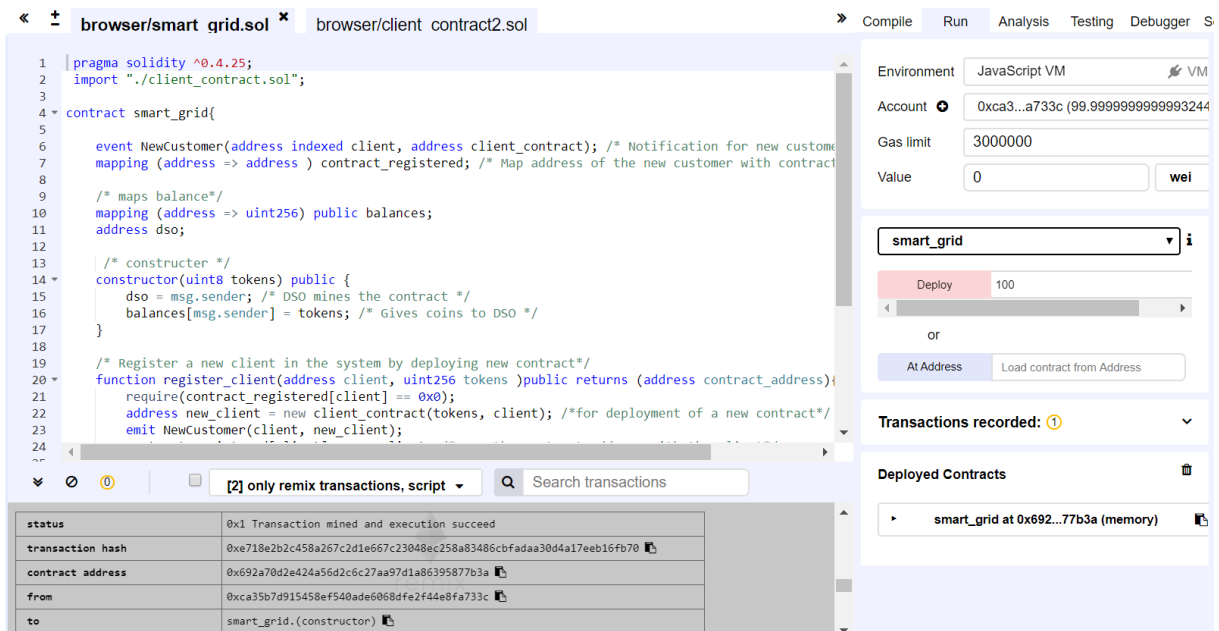 browser/smart_grid.sol
browser/client_contract2.sol
Compile Run Analysis Testing Debugger
1 pragma solidity ^0.4.25;
2 import "./client_contract.sol";
3
4 contract smart_grid{
5
6 event NewCustomer(address indexed client, address client_contract); /* Notification for new custome
7 mapping (address => address ) contract_registered; /* Map address of the new customer with contract
8
9 /* maps balance*/
10 mapping (address => uint256) public balances;
11 address dso;
12
13 /* constructer */
14 constructor(uint8 tokens) public {
15 dso = msg.sender; /* DSO mines the contract */
16 balances[msg.sender] = tokens; /* Gives coins to DSO */
17 }
18
19 /* Register a new client in the system by deploying new contract*/
20 function register_client(address client, uint256 tokens )public returns (address contract_address){
21 require(contract_registered[client] == 0x0);
22 address new_client = new client_contract(tokens, client); /*for deployment of a new contract*/
23 emit NewCustomer(client, new_client);
24
Environment JavaScript VM VM
Account 0xca3...a733c (99.9999999999993244
Gas limit 3000000
Value 0 wei
smart_grid
Deploy 100
or
At Address Load contract from Address
Transactions recorded: 1
Deployed Contracts
smart_grid at 0x692...77b3a (memory)
0 [2] only remix transactions, script Search transactions
status 0x1 Transaction mined and execution succeed
transaction hash 0xe718e2b2c458a267c2d1e667c23048ec258a83486cbfadaa30d4a17eeb16fb70
contract address 0x692a70d2e424a56d2c6c27aa97d1a86395877b3a
from 0xca35b7d915458ef540ade6068dfe2f44e8fa733c
to smart_grid.(constructor)